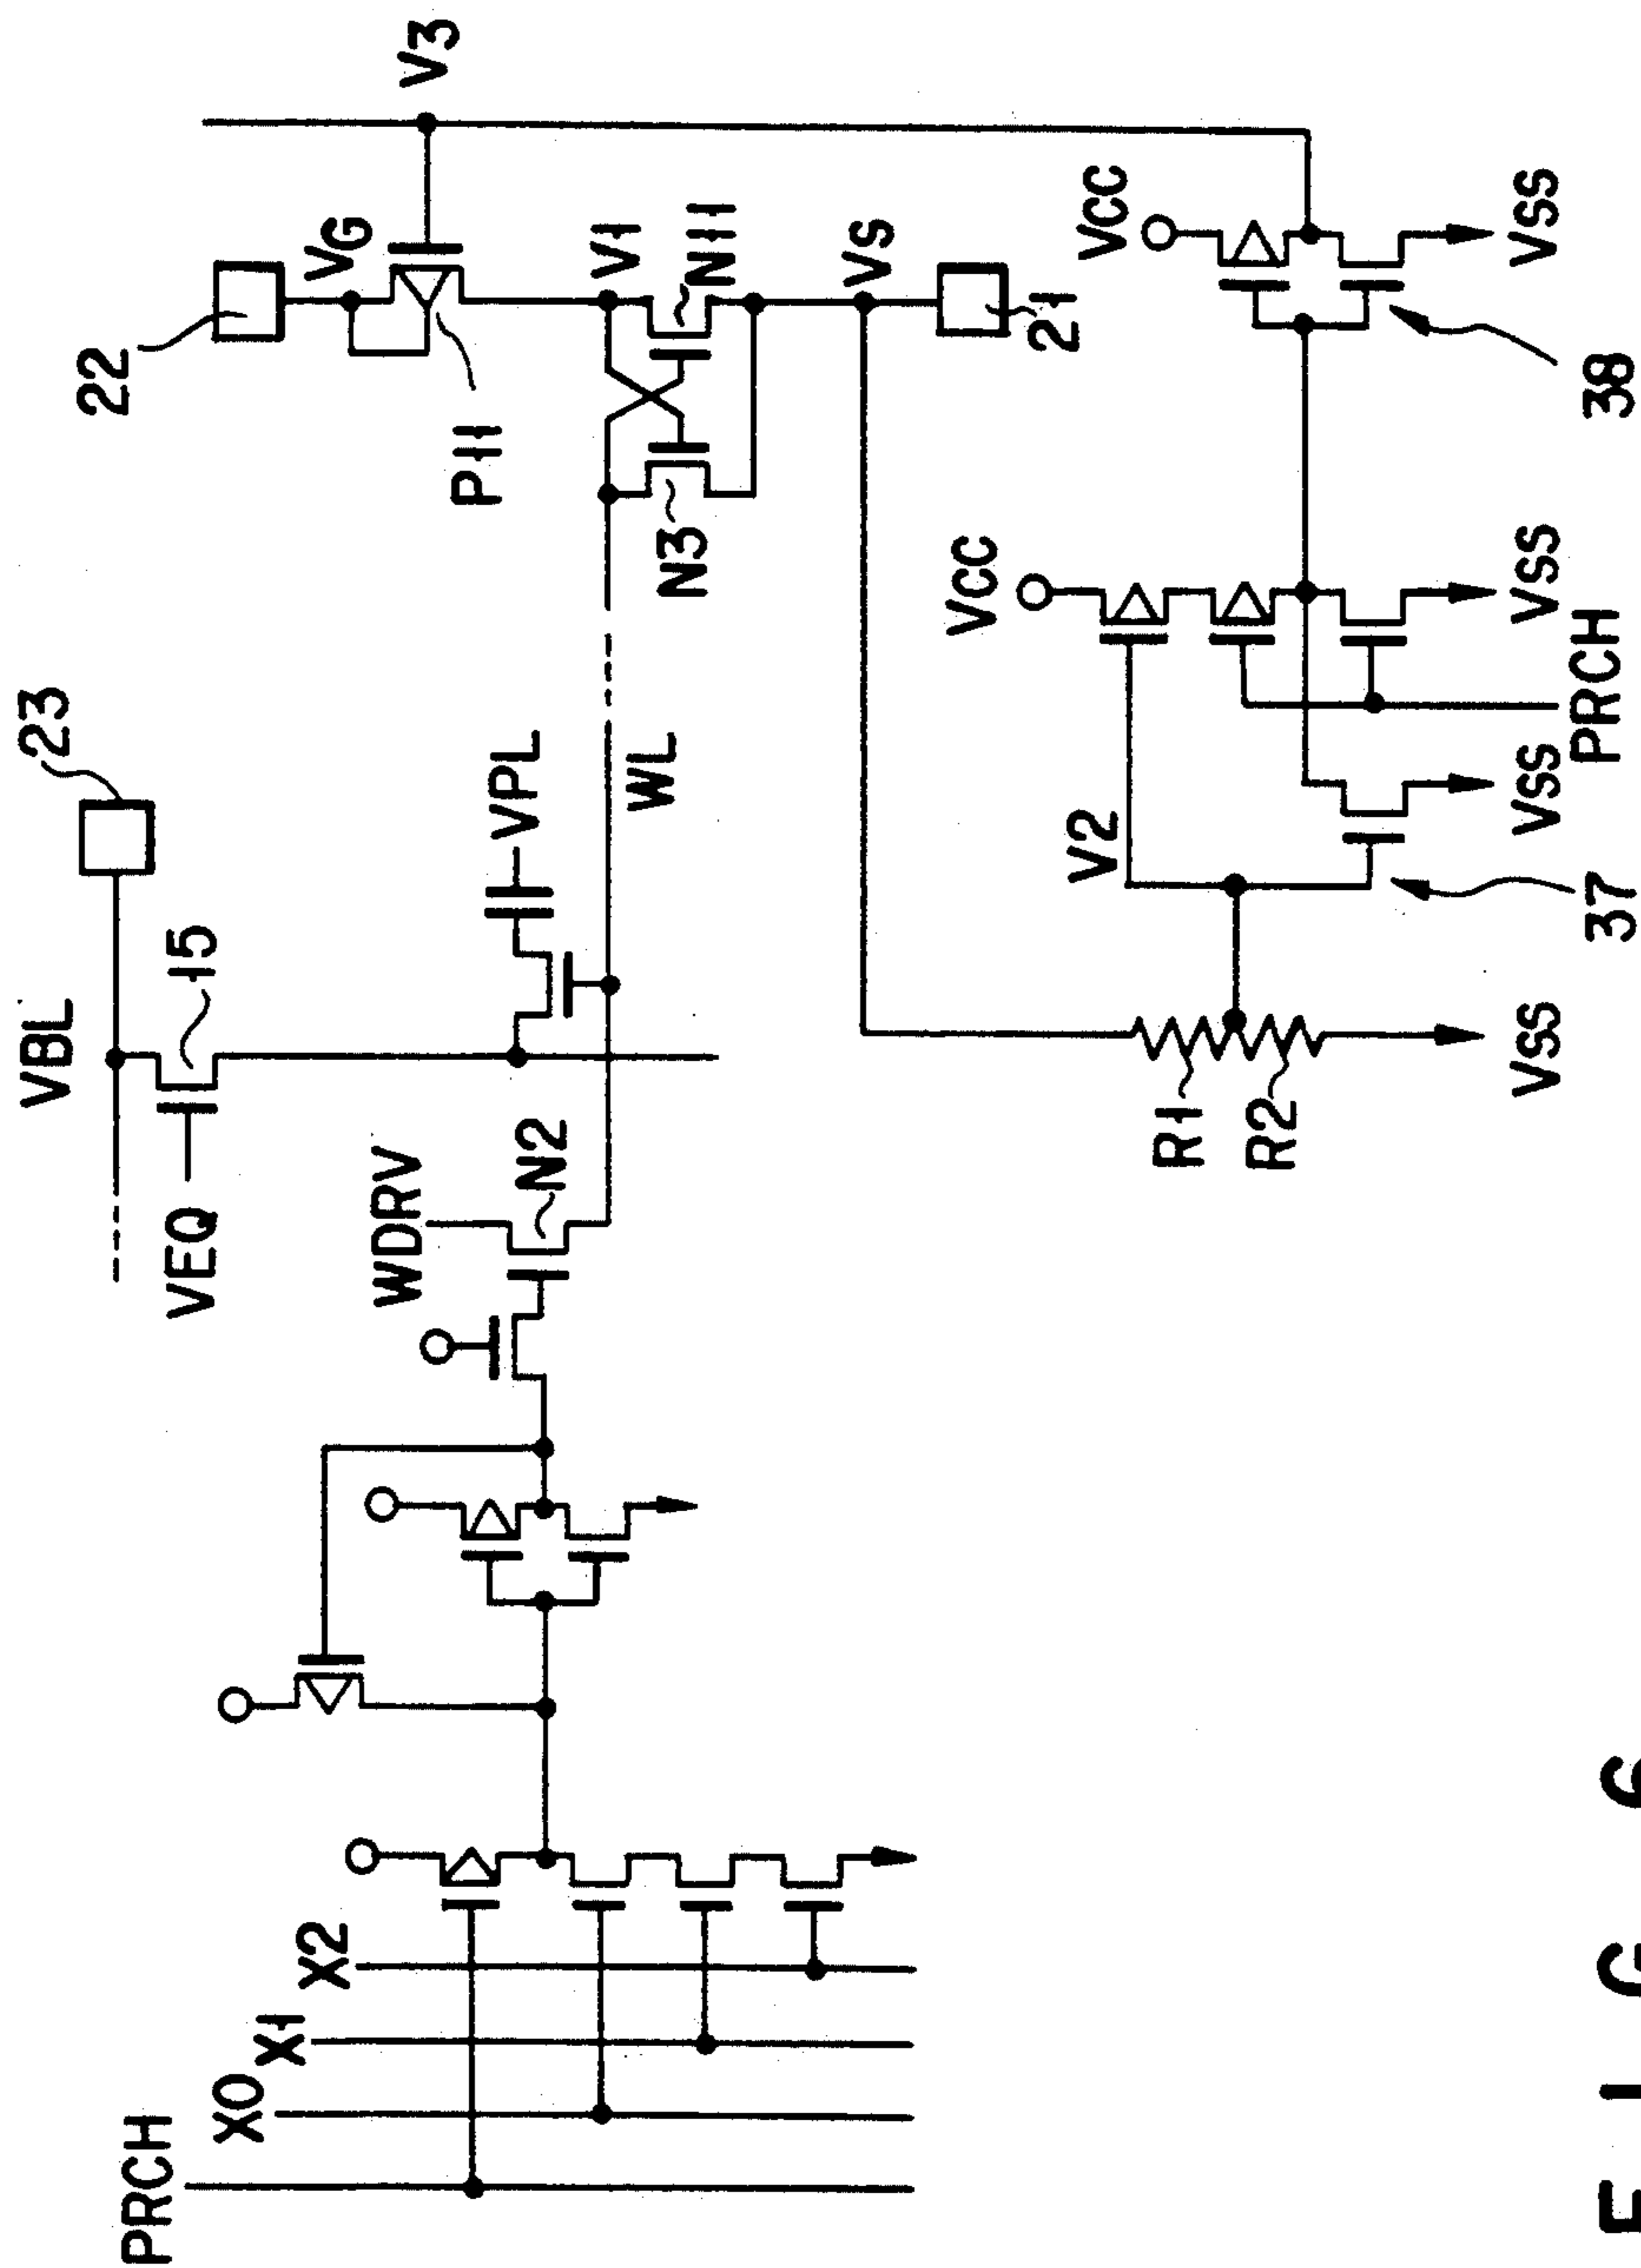 VBL
23
22
PRCH
VEQ
15
X0
X1
X2
VG
WDRV
V3
P11
VPL
N2
V1
WL
N3
N11
VS
VCC
21
V2
VCC
R1
R2
VSS
VSS
VSS
VSS
PRCH
37
38
FIG 6